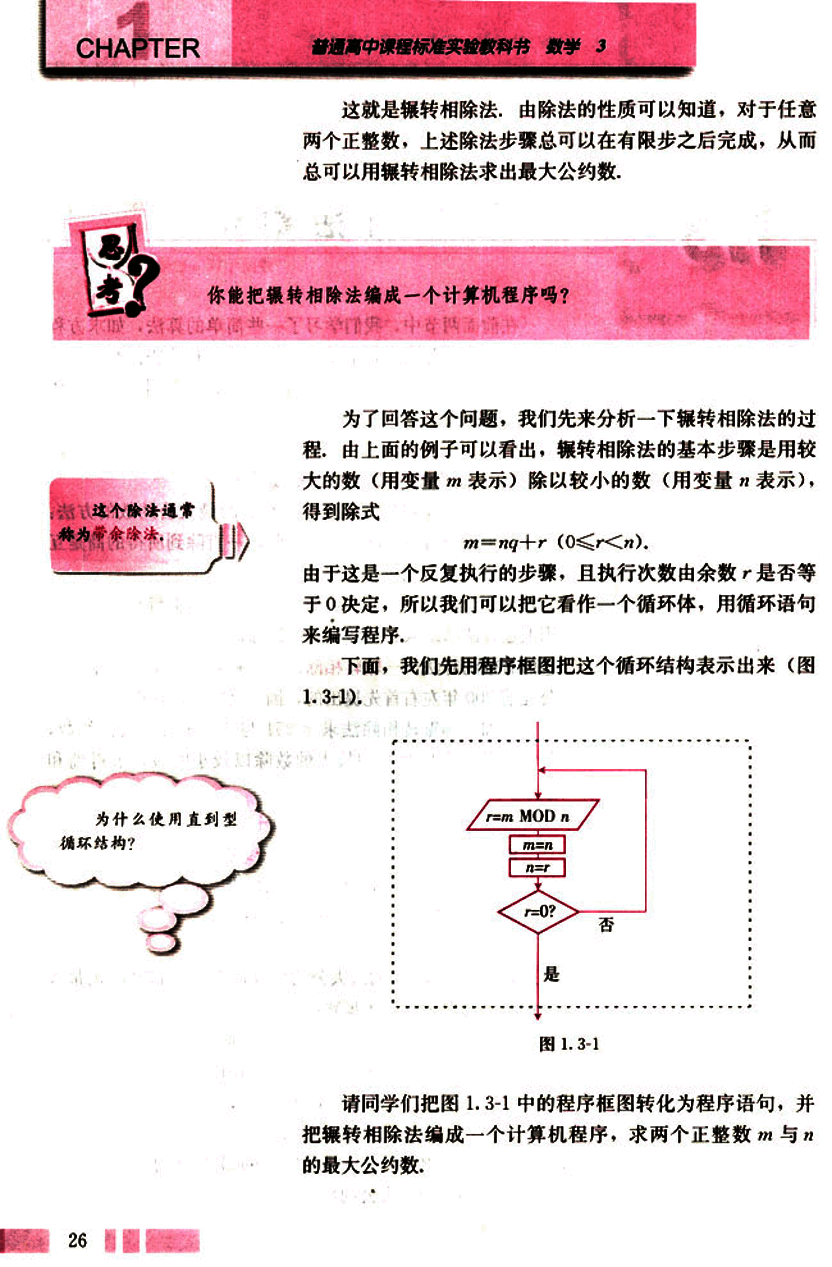 1
CHAPTER
普通高中课程标准实验教科书 数学 3
这就是辗转相除法. 由除法的性质可以知道，对于任意
两个正整数，上述除法步骤总可以在有限步之后完成，从而
总可以用辗转相除法求出最大公约数.
思考?
你能把辗转相除法编成一个计算机程序吗?
为了回答这个问题，我们先来分析一下辗转相除法的过
程. 由上面的例子可以看出，辗转相除法的基本步骤是用较
大的数（用变量 m 表示）除以较小的数（用变量 n 表示），
得到除式
m=nq+r (0≤r<n).
由于这是一个反复执行的步骤，且执行次数由余数 r 是否等
于 0 决定，所以我们可以把它看作一个循环体，用循环语句
来编写程序.
这个除法通常
称为带余除法.
下面，我们先用程序框图把这个循环结构表示出来（图
1.3-1).
为什么使用直到型
循环结构?
r=m MOD n
m=n
n=r
r=0?
否
是
图 1.3-1
请同学们把图 1.3-1 中的程序框图转化为程序语句，并
把辗转相除法编成一个计算机程序，求两个正整数 m 与 n
的最大公约数.
26